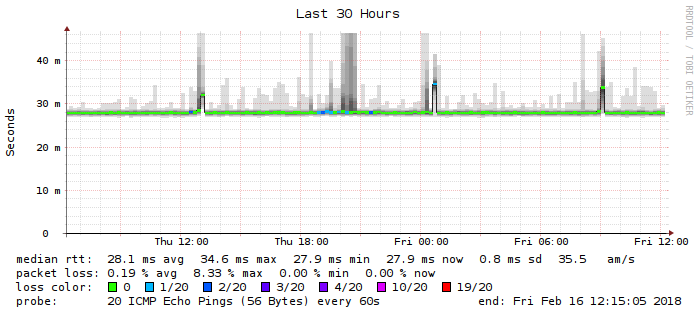 Last 30 Hours
RRDTOOL / TOBI OETIKER
Seconds
40 m
30 m
20 m
10 m
0
Thu 12:00 Thu 18:00 Fri 00:00 Fri 06:00 Fri 12:00
median rtt: 28.1 ms avg 34.6 ms max 27.9 ms min 27.9 ms now 0.8 ms sd 35.5 am/s
packet loss: 0.19 % avg 8.33 % max 0.00 % min 0.00 % now
loss color: 0 1/20 2/20 3/20 4/20 10/20 19/20
probe: 20 ICMP Echo Pings (56 Bytes) every 60s end: Fri Feb 16 12:15:05 2018